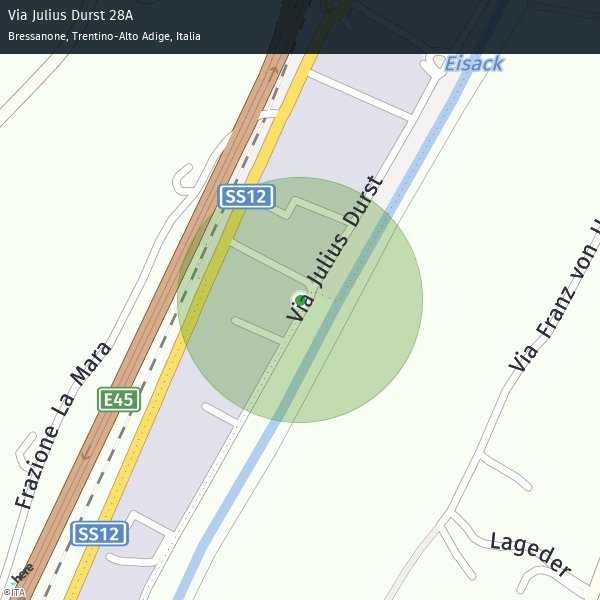 Via Julius Durst 28A
Bressanone, Trentino-Alto Adige, Italia
Eisack
SS12
Via Julius Durst
Via Franz von
Frazione La Mara
E45
SS12
Lageder
here
©ITA